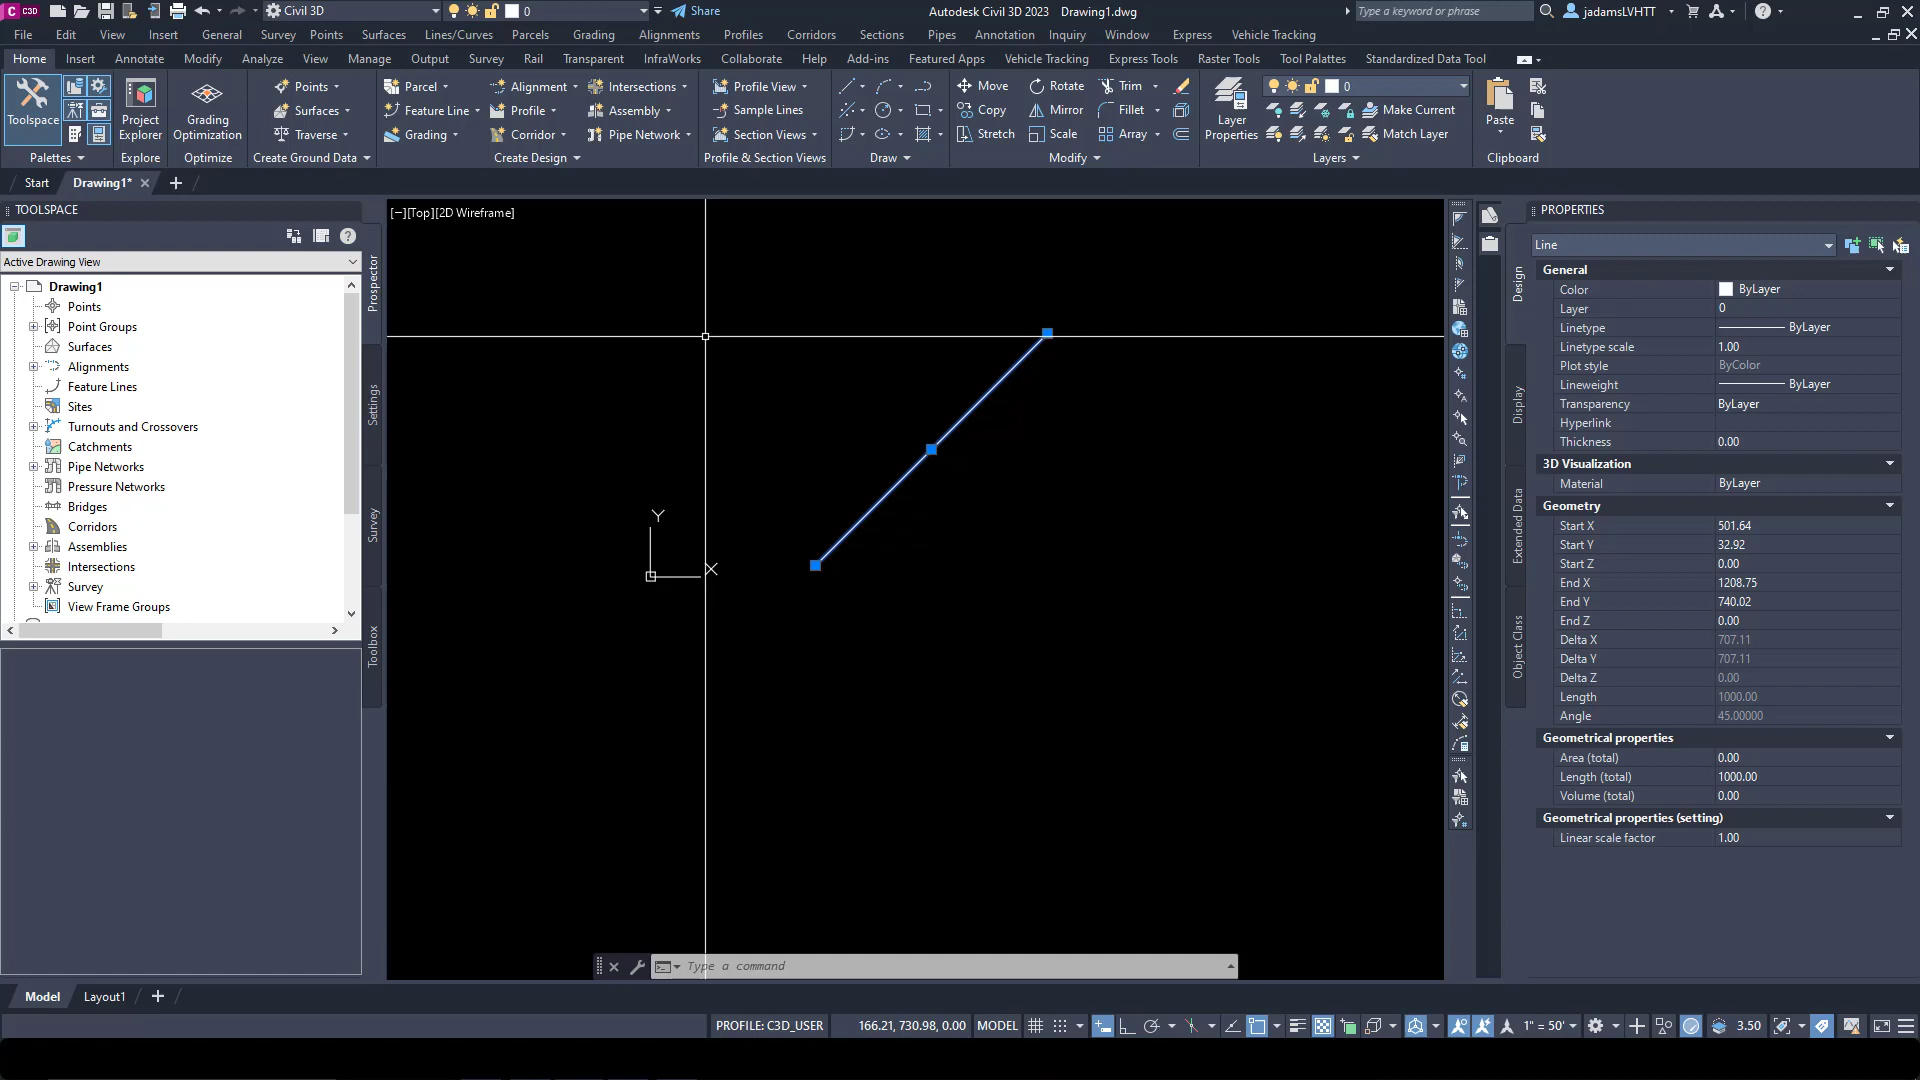 C3D Civil 3D 0 Share Autodesk Civil 3D 2023 Drawing1.dwg Type a keyword or phrase jadamsLVHTT
File Edit View Insert General Survey Points Surfaces Lines/Curves Parcels Grading Alignments Profiles Corridors Sections Pipes Annotation Inquiry Window Express Vehicle Tracking
Home Insert Annotate Modify Analyze View Manage Output Survey Rail Transparent InfraWorks Collaborate Help Add-ins Featured Apps Vehicle Tracking Express Tools Raster Tools Tool Palettes Standardized Data Tool
Points Parcel Alignment Intersections Profile View Move Rotate Trim 0
Toolspace Project Explorer Grading Optimization Surfaces Feature Line Profile Assembly Sample Lines Copy Mirror Fillet Layer Properties Make Current Paste
Traverse Grading Corridor Pipe Network Section Views Stretch Scale Array Match Layer
Palettes Explore Optimize Create Ground Data Create Design Profile & Section Views Draw Modify Layers Clipboard
Start Drawing1*
TOOLSPACE
Active Drawing View
Drawing1
Points
Point Groups
Surfaces
Alignments
Feature Lines
Sites
Turnouts and Crossovers
Catchments
Pipe Networks
Pressure Networks
Bridges
Corridors
Assemblies
Intersections
Survey
View Frame Groups
Prospector
Settings
Survey
Toolbox
[−][Top][2D Wireframe]
Y
X
Type a command
PROPERTIES
Line
Design
Display
Extended Data
Object Class
General
Color ByLayer
Layer 0
Linetype ByLayer
Linetype scale 1.00
Plot style ByColor
Lineweight ByLayer
Transparency ByLayer
Hyperlink
Thickness 0.00
3D Visualization
Material ByLayer
Geometry
Start X 501.64
Start Y 32.92
Start Z 0.00
End X 1208.75
End Y 740.02
End Z 0.00
Delta X 707.11
Delta Y 707.11
Delta Z 0.00
Length 1000.00
Angle 45.00000
Geometrical properties
Area (total) 0.00
Length (total) 1000.00
Volume (total) 0.00
Geometrical properties (setting)
Linear scale factor 1.00
Model Layout1
PROFILE: C3D_USER 166.21, 730.98, 0.00 MODEL 1" = 50' 3.50